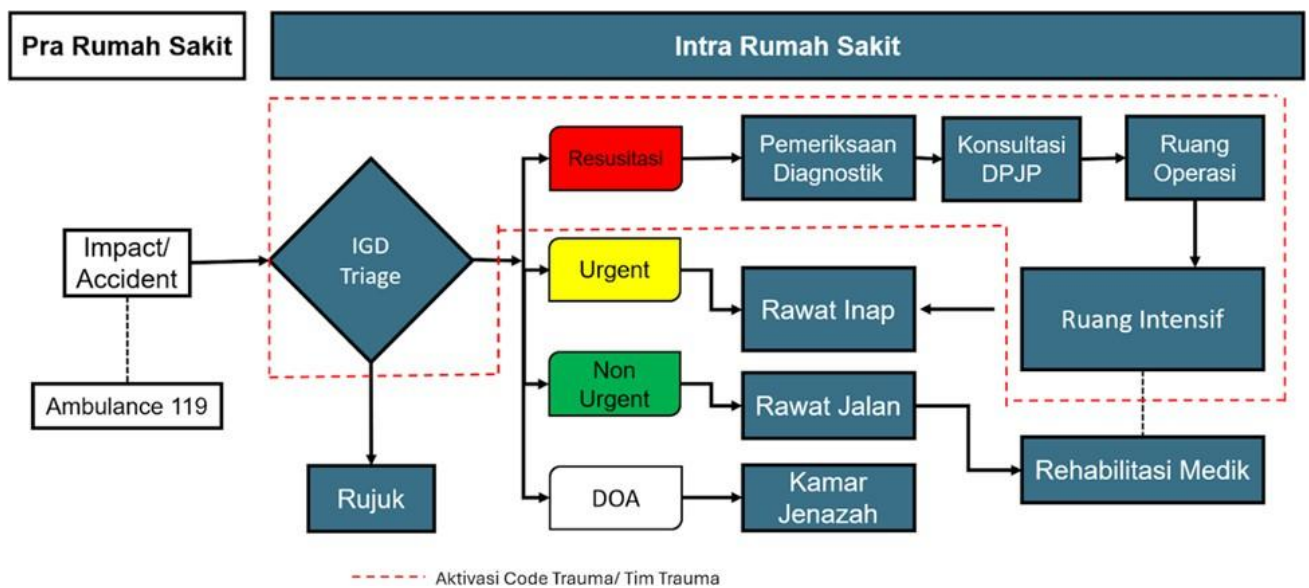 Pra Rumah Sakit
Intra Rumah Sakit
Impact/
Accident
Ambulance 119
IGD
Triage
Rujuk
Resusitasi
Pemeriksaan
Diagnostik
Konsultasi
DPJP
Ruang
Operasi
Urgent
Rawat Inap
Ruang Intensif
Non
Urgent
Rawat Jalan
Rehabilitasi Medik
DOA
Kamar
Jenazah
Aktivasi Code Trauma/ Tim Trauma